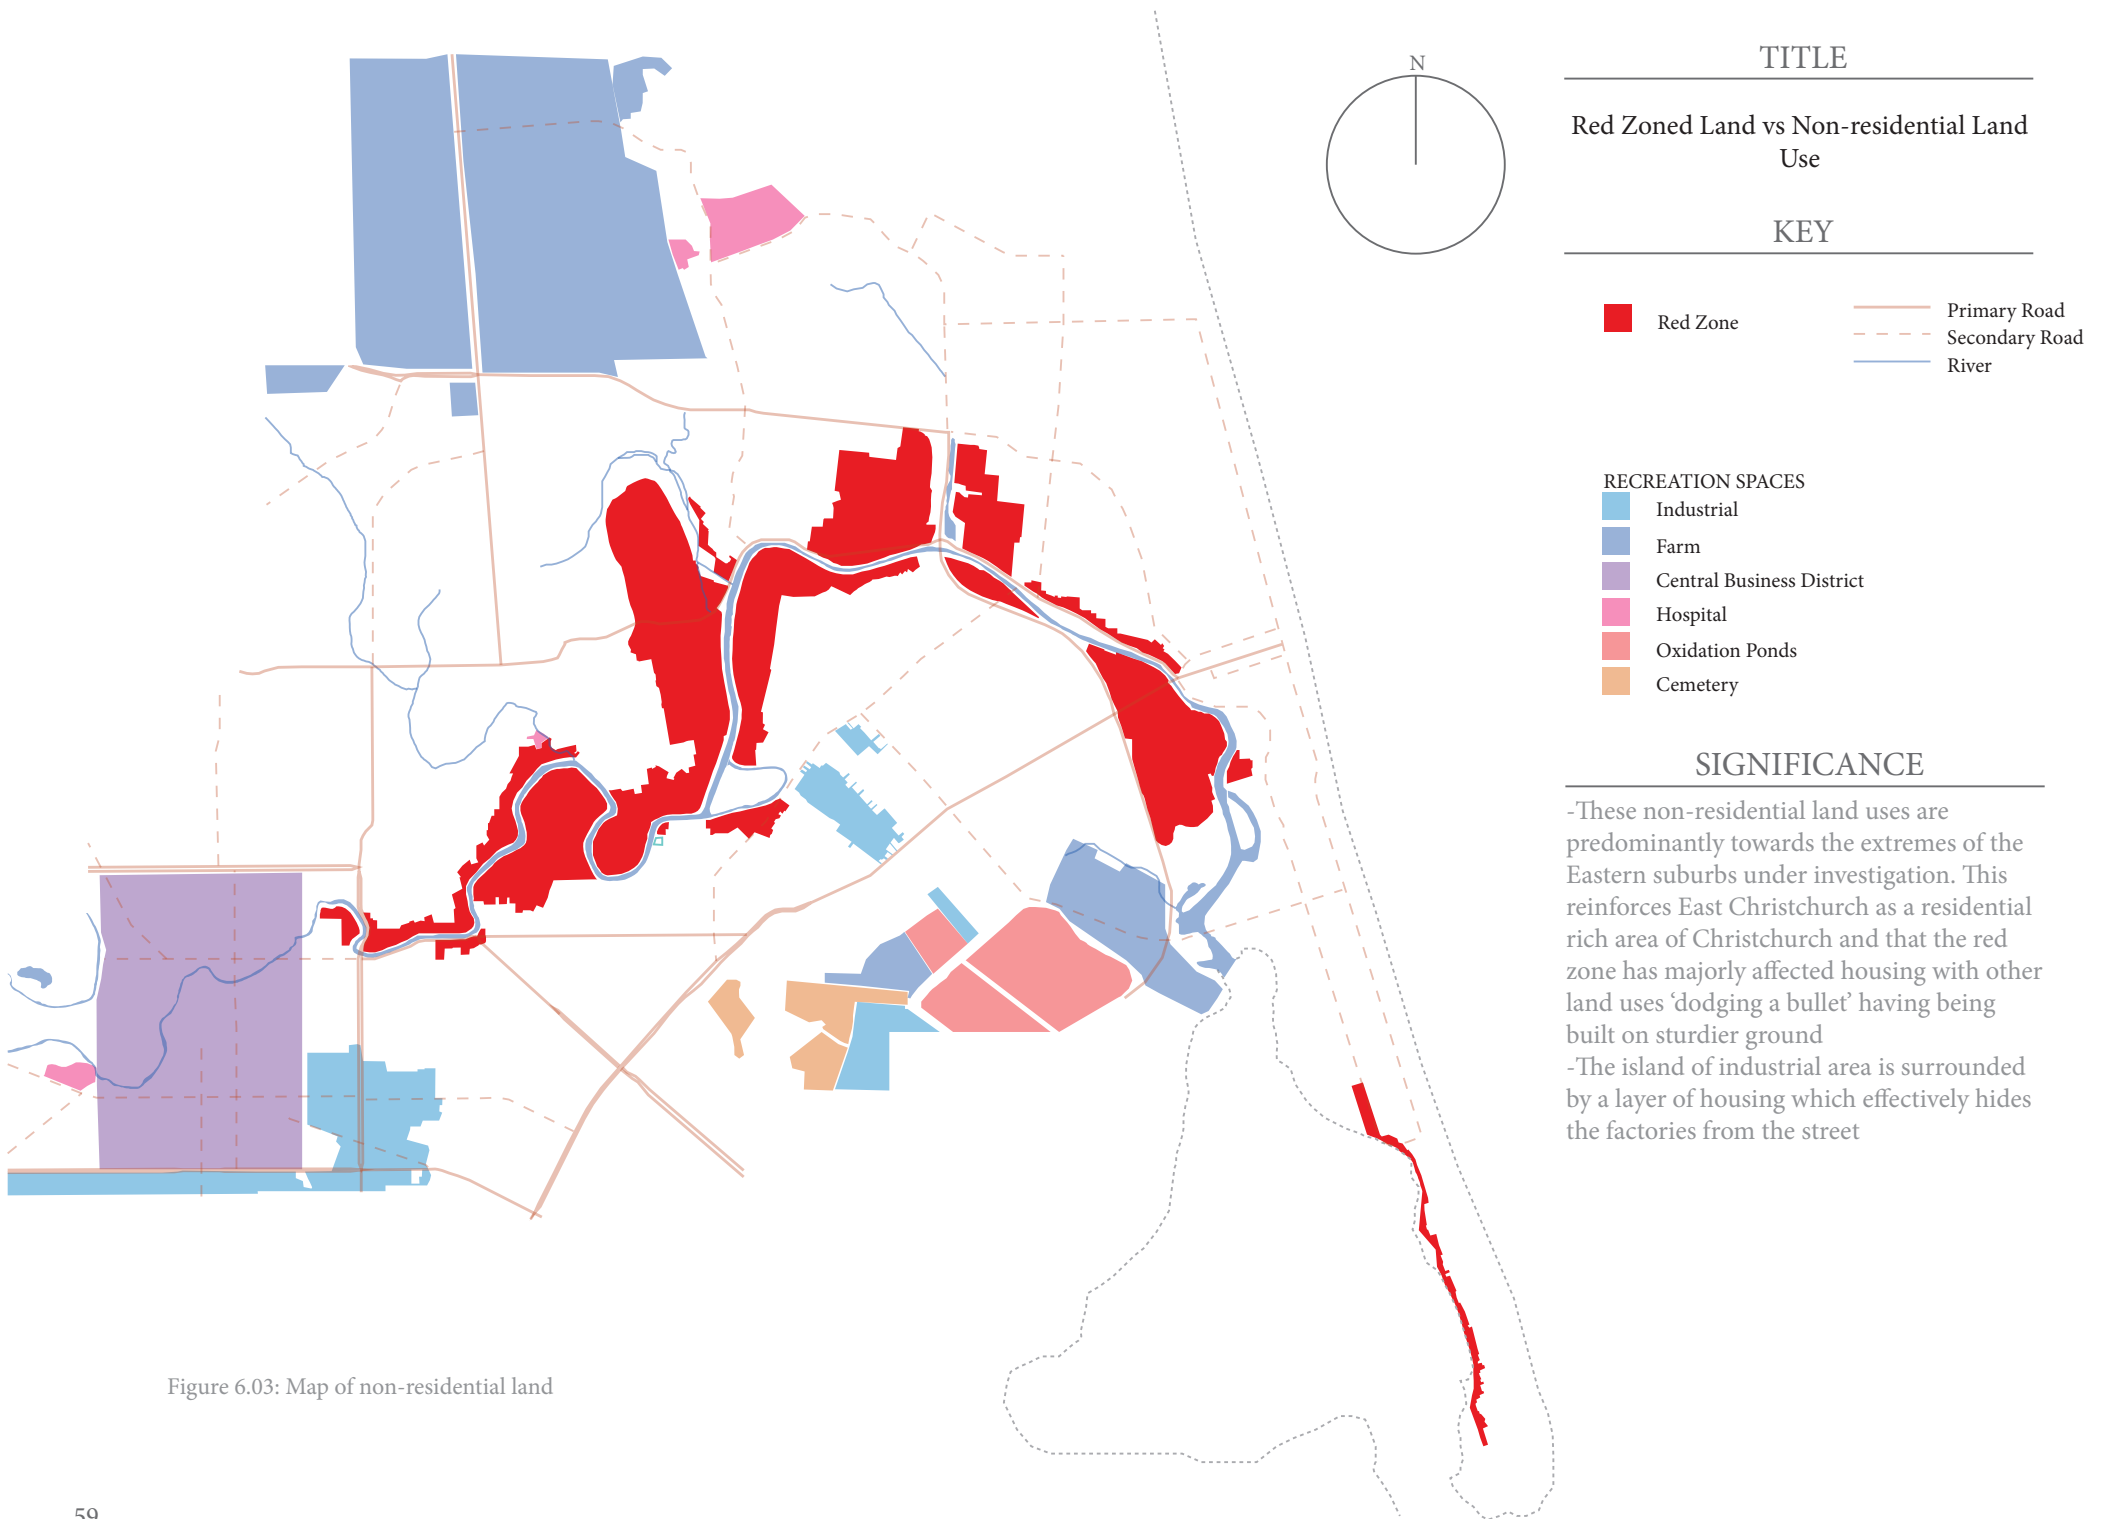 N
TITLE
Red Zoned Land vs Non-residential Land
Use
KEY
Red Zone
Primary Road
Secondary Road
River
RECREATION SPACES
Industrial
Farm
Central Business District
Hospital
Oxidation Ponds
Cemetery
SIGNIFICANCE
-These non-residential land uses are
predominantly towards the extremes of the
Eastern suburbs under investigation. This
reinforces East Christchurch as a residential
rich area of Christchurch and that the red
zone has majorly affected housing with other
land uses ‘dodging a bullet’ having being
built on sturdier ground
-The island of industrial area is surrounded
by a layer of housing which effectively hides
the factories from the street
Figure 6.03: Map of non-residential land
59